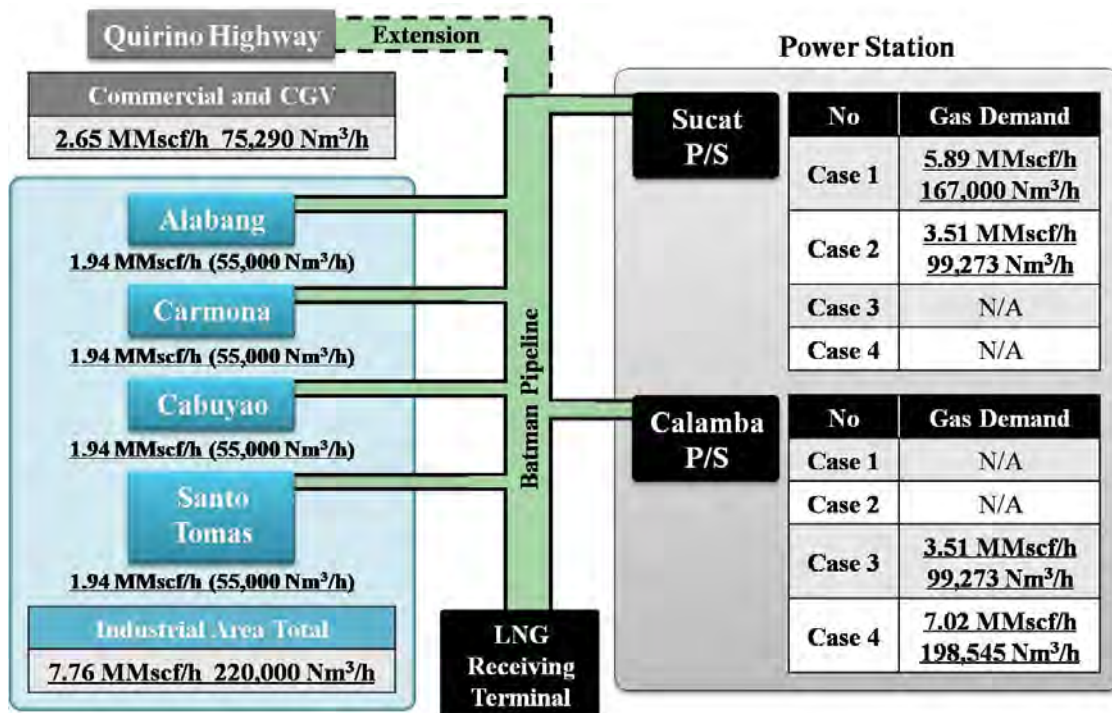 Quirino Highway
Extension
Commercial and CGV
2.65 MMscf/h 75,290 Nm³/h
Alabang
1.94 MMscf/h (55,000 Nm³/h)
Carmona
1.94 MMscf/h (55,000 Nm³/h)
Cabuyao
1.94 MMscf/h (55,000 Nm³/h)
Santo
Tomas
1.94 MMscf/h (55,000 Nm³/h)
Industrial Area Total
7.76 MMscf/h 220,000 Nm³/h
Batman Pipeline
LNG
Receiving
Terminal
Power Station
Sucat
P/S
No Gas Demand
Case 1 5.89 MMscf/h
167,000 Nm³/h
Case 2 3.51 MMscf/h
99,273 Nm³/h
Case 3 N/A
Case 4 N/A
Calamba
P/S
No Gas Demand
Case 1 N/A
Case 2 N/A
Case 3 3.51 MMscf/h
99,273 Nm³/h
Case 4 7.02 MMscf/h
198,545 Nm³/h